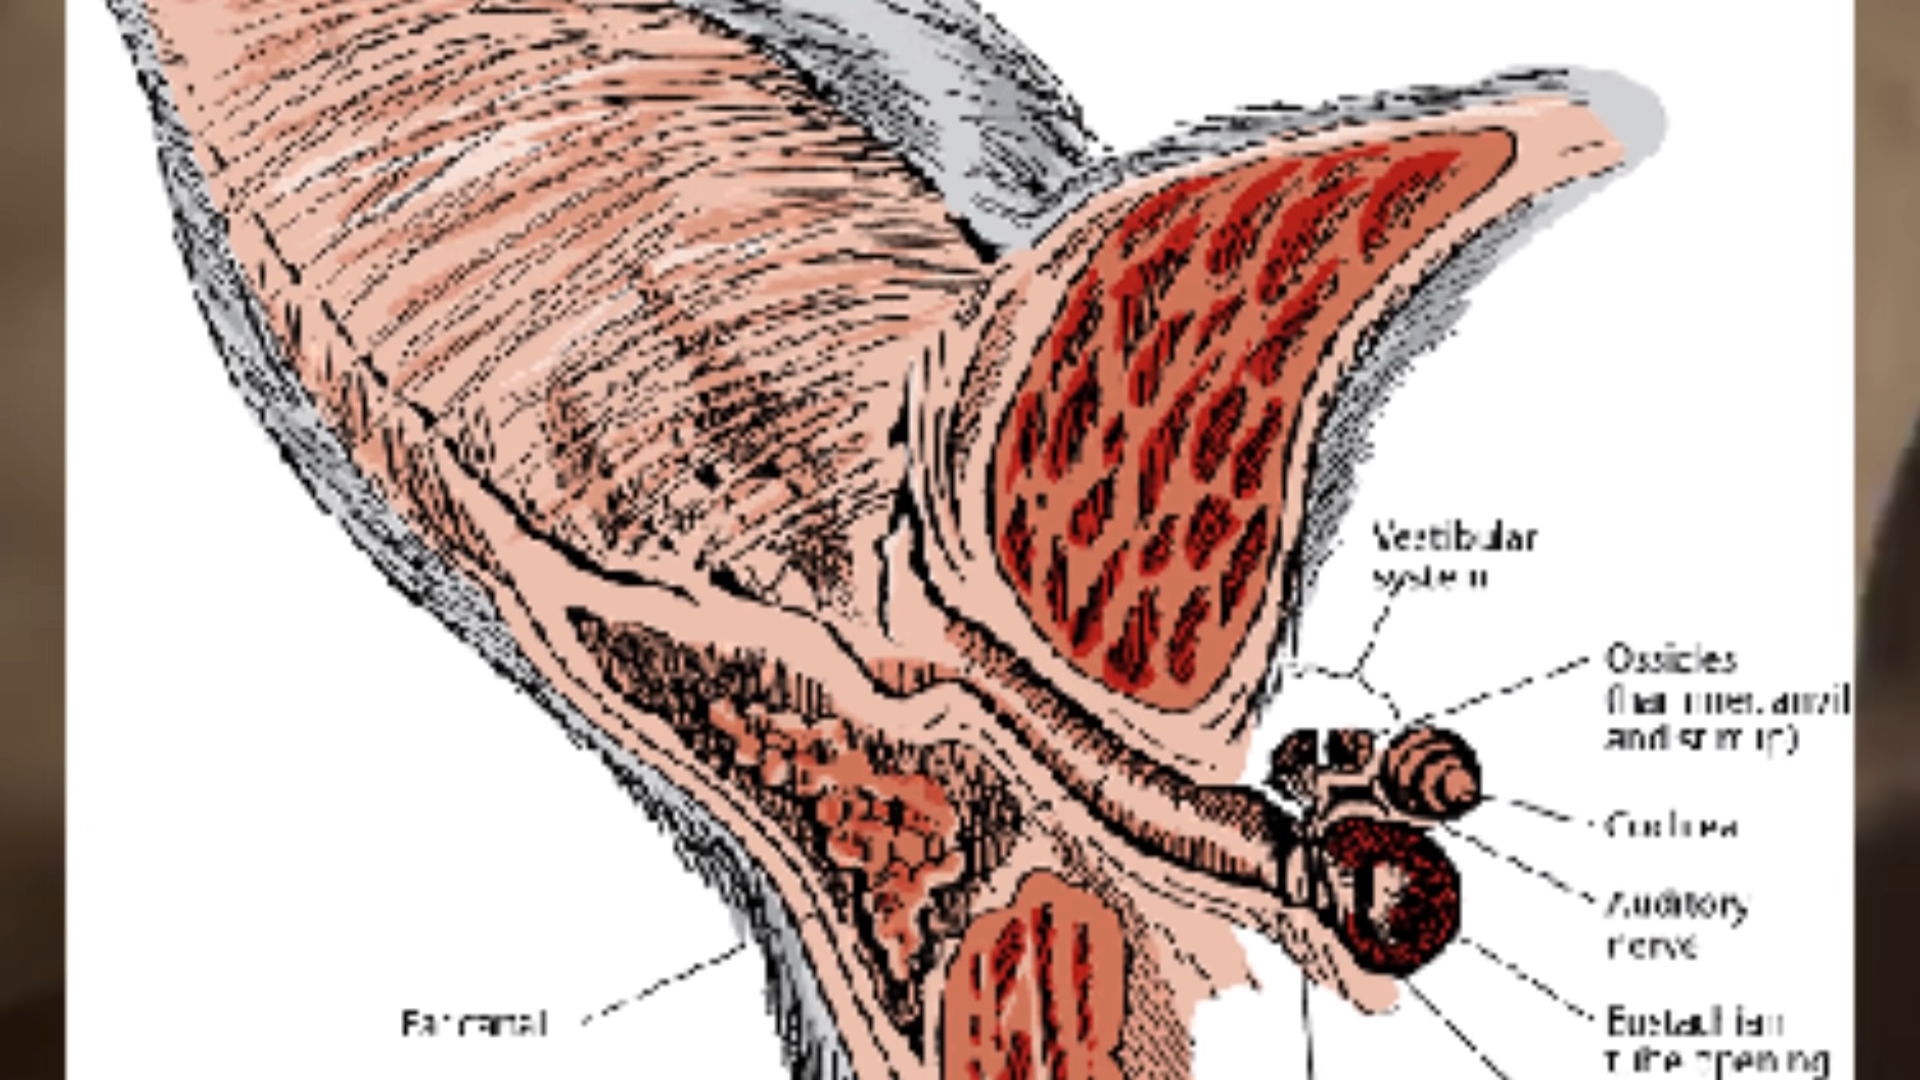 Vestibular
system
Ossicles
(hammer, anvil
and stirrup)
Cochlea
Auditory
nerve
Ear canal
Eustachian
tube opening